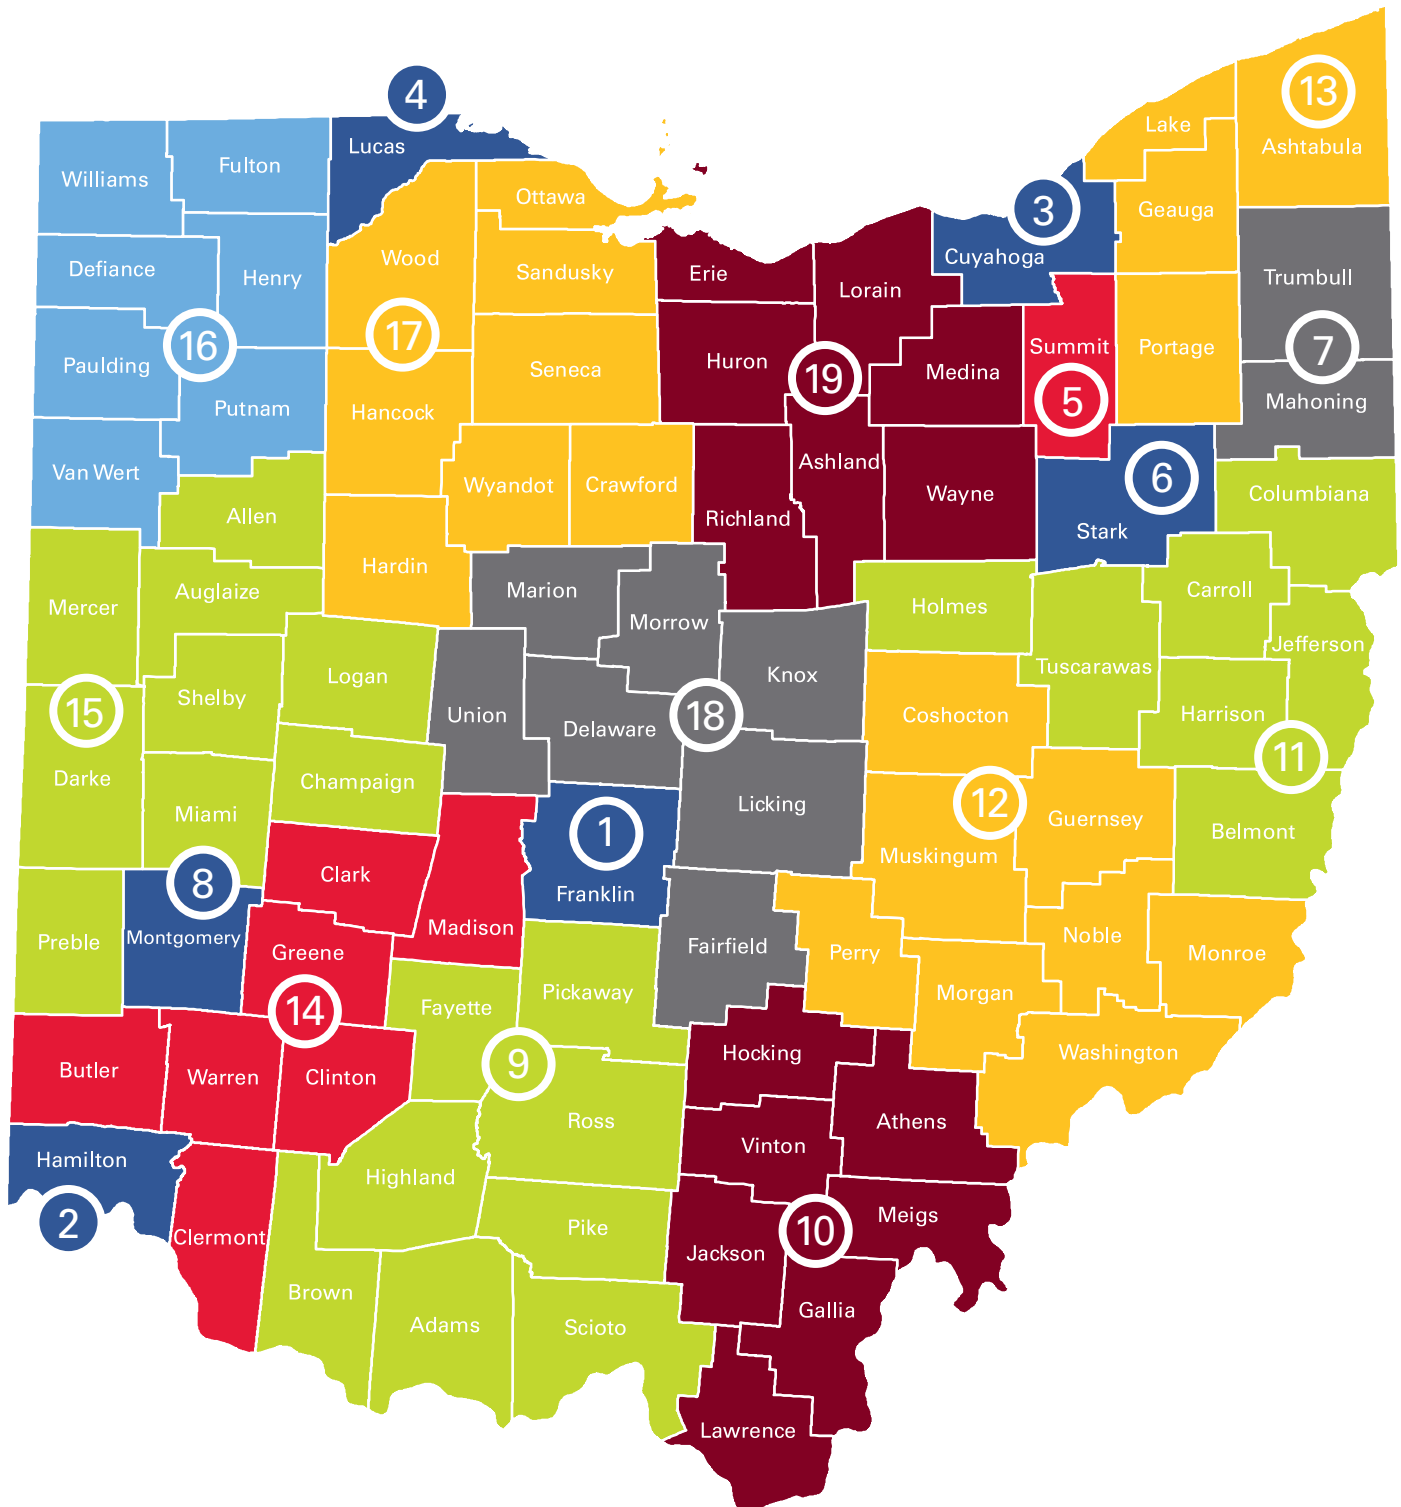 4
13
Lake
Ashtabula
Lucas
Williams
Fulton
Ottawa
3
Geauga
Cuyahoga
Defiance
Henry
Wood
Sandusky
Erie
Lorain
Trumbull
16
17
Paulding
Putnam
Hancock
Seneca
Huron
19
Medina
Summit
5
Portage
7
Mahoning
Van Wert
Allen
Wyandot
Crawford
Richland
Ashland
Wayne
6
Stark
Columbiana
Mercer
Auglaize
Hardin
Marion
Morrow
Holmes
Carroll
Jefferson
15
Shelby
Logan
Union
Delaware
18
Knox
Coshocton
Tuscarawas
Harrison
11
Darke
Miami
Champaign
1
Franklin
Licking
12
Muskingum
Guernsey
Belmont
8
Montgomery
Preble
Clark
Greene
Madison
Fairfield
Perry
Noble
Monroe
14
Fayette
Pickaway
Morgan
Butler
Warren
Clinton
9
Ross
Hocking
Athens
Washington
Hamilton
2
Clermont
Highland
Pike
Vinton
10
Meigs
Brown
Adams
Scioto
Jackson
Gallia
Lawrence